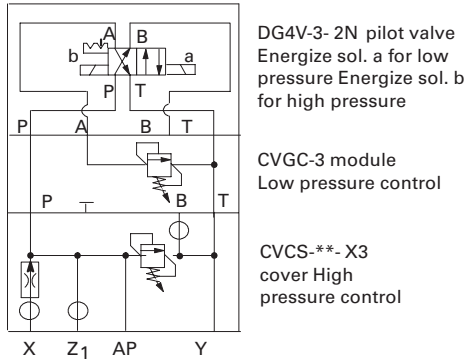 A B
b a
P T
P A B T
P B T
X Z1 AP Y
DG4V-3- 2N pilot valve
Energize sol. a for low
pressure Energize sol. b
for high pressure
CVGC-3 module
Low pressure control
CVCS-**- X3
cover High
pressure control